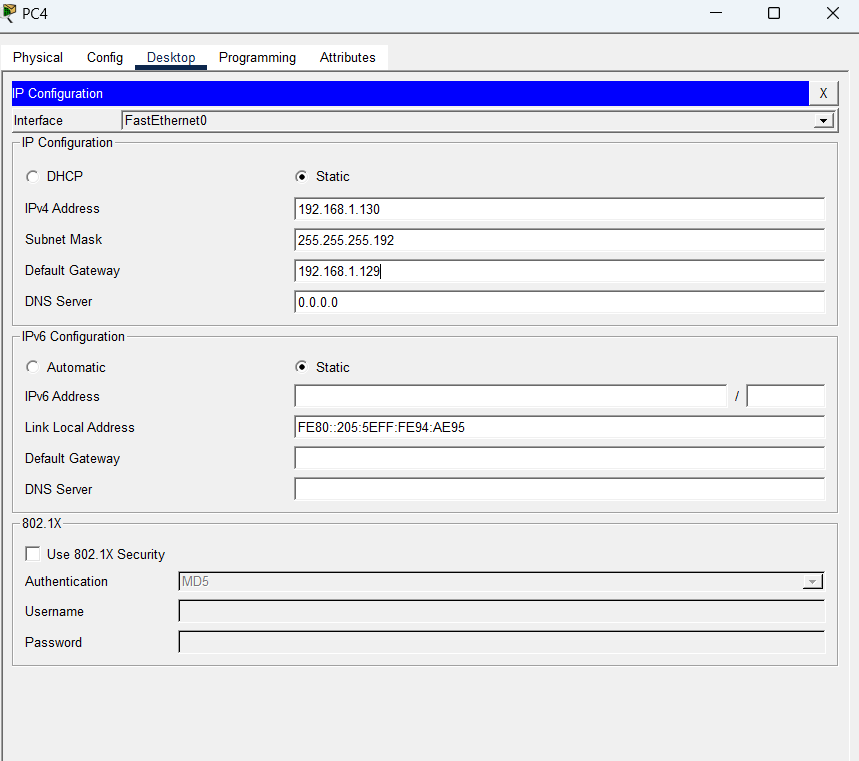 PC4
Physical Config Desktop Programming Attributes
IP Configuration X
Interface FastEthernet0
IP Configuration
DHCP Static
IPv4 Address 192.168.1.130
Subnet Mask 255.255.255.192
Default Gateway 192.168.1.129
DNS Server 0.0.0.0
IPv6 Configuration
Automatic Static
IPv6 Address /
Link Local Address FE80::205:5EFF:FE94:AE95
Default Gateway
DNS Server
802.1X
Use 802.1X Security
Authentication MD5
Username
Password